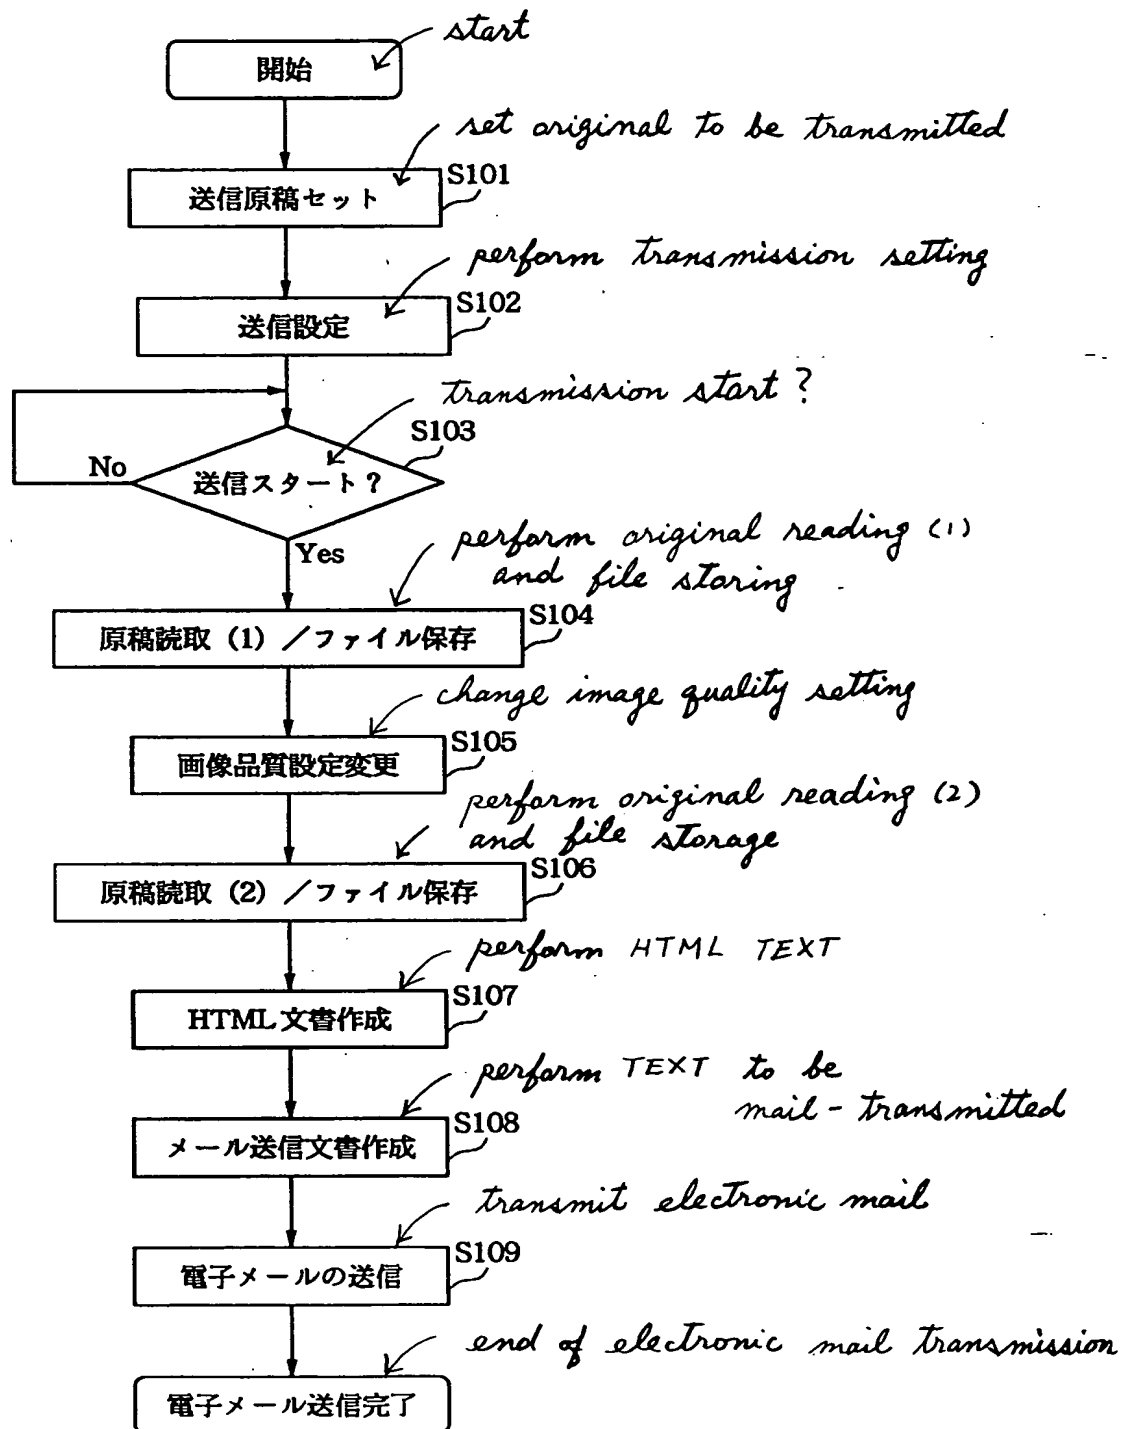 start
開始
set original to be transmitted
S101
送信原稿セット
perform transmission setting
S102
送信設定
transmission start?
S103
No
送信スタート？
Yes
perform original reading (1)
and file storing
S104
原稿読取（1）／ファイル保存
change image quality setting
S105
画像品質設定変更
perform original reading (2)
and file storage
S106
原稿読取（2）／ファイル保存
perform HTML TEXT
S107
HTML文書作成
perform TEXT to be
mail-transmitted
S108
メール送信文書作成
transmit electronic mail
S109
電子メールの送信
end of electronic mail transmission
電子メール送信完了